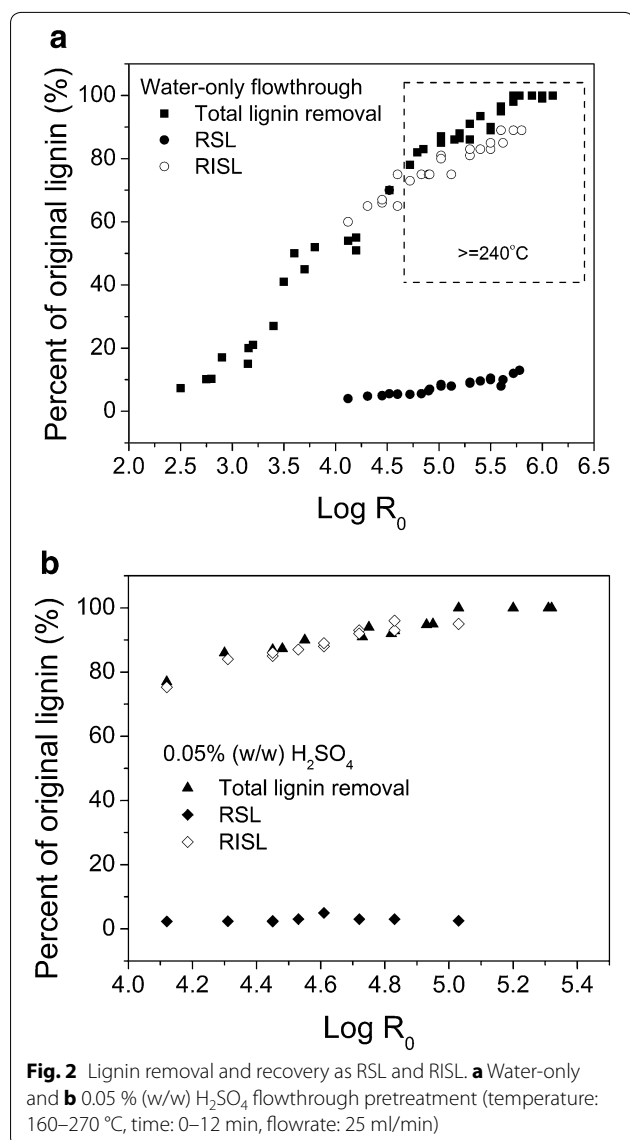 a
Water-only flowthrough
Total lignin removal
RSL
RISL
>=240°C
Percent of original lignin (%)
100
80
60
40
20
0
2.0 2.5 3.0 3.5 4.0 4.5 5.0 5.5 6.0 6.5
Log R₀
b
0.05% (w/w) H₂SO₄
Total lignin removal
RSL
RISL
Percent of original lignin (%)
100
80
60
40
20
0
4.0 4.2 4.4 4.6 4.8 5.0 5.2 5.4
Log R₀
Fig. 2 Lignin removal and recovery as RSL and RISL. a Water-only
and b 0.05 % (w/w) H₂SO₄ flowthrough pretreatment (temperature:
160–270 °C, time: 0–12 min, flowrate: 25 ml/min)